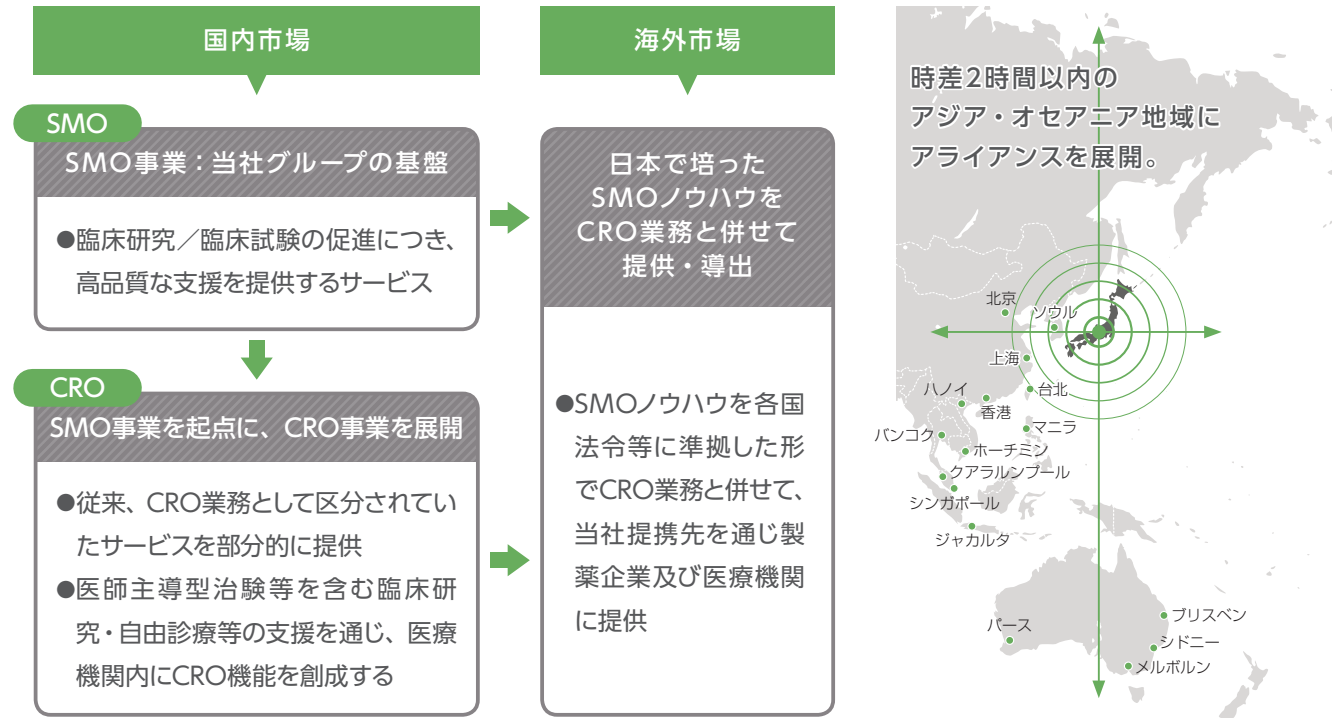 国内市場
SMO
SMO事業：当社グループの基盤
●臨床研究／臨床試験の促進につき、
高品質な支援を提供するサービス
CRO
SMO事業を起点に、CRO事業を展開
●従来、CRO業務として区分されてい
たサービスを部分的に提供
●医師主導型治験等を含む臨床研
究・自由診療等の支援を通じ、医療
機関内にCRO機能を創成する
海外市場
日本で培った
SMOノウハウを
CRO業務と併せて
提供・導出
●SMOノウハウを各国
法令等に準拠した形
でCRO業務と併せて、
当社提携先を通じ製
薬企業及び医療機関
に提供
時差2時間以内の
アジア・オセアニア地域に
アライアンスを展開。
北京
ソウル
上海
ハノイ
台北
香港
バンコク
マニラ
ホーチミン
クアラルンプール
シンガポール
ジャカルタ
パース
ブリスベン
シドニー
メルボルン